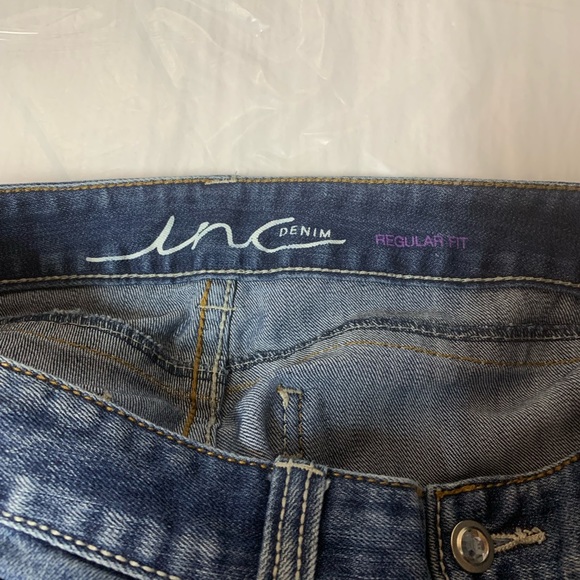 inc DENIM REGULAR FIT